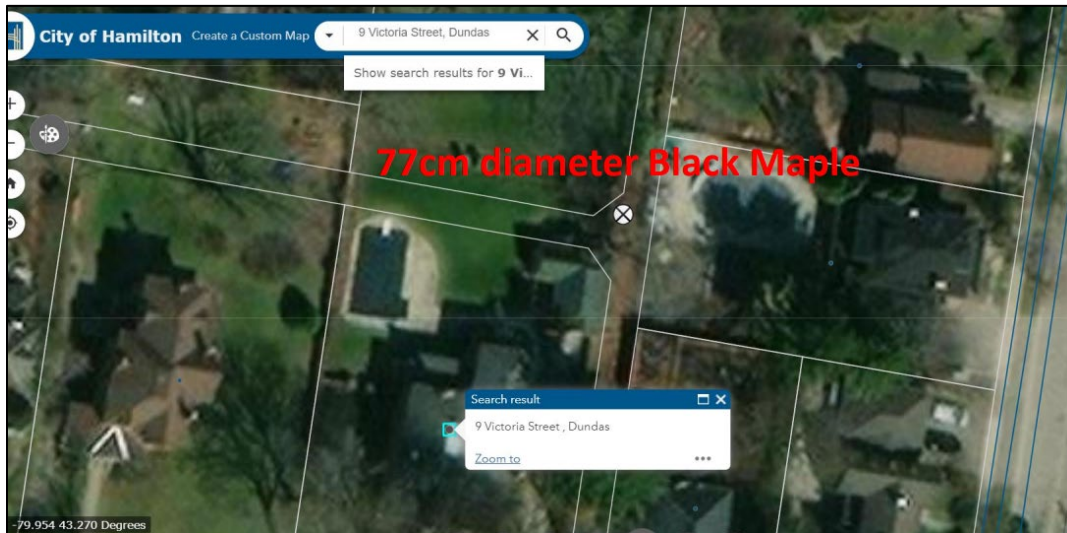 City of Hamilton Create a Custom Map 9 Victoria Street, Dundas
Show search results for 9 Vi...
77cm diameter Black Maple
Search result
9 Victoria Street , Dundas
Zoom to
-79.954 43.270 Degrees